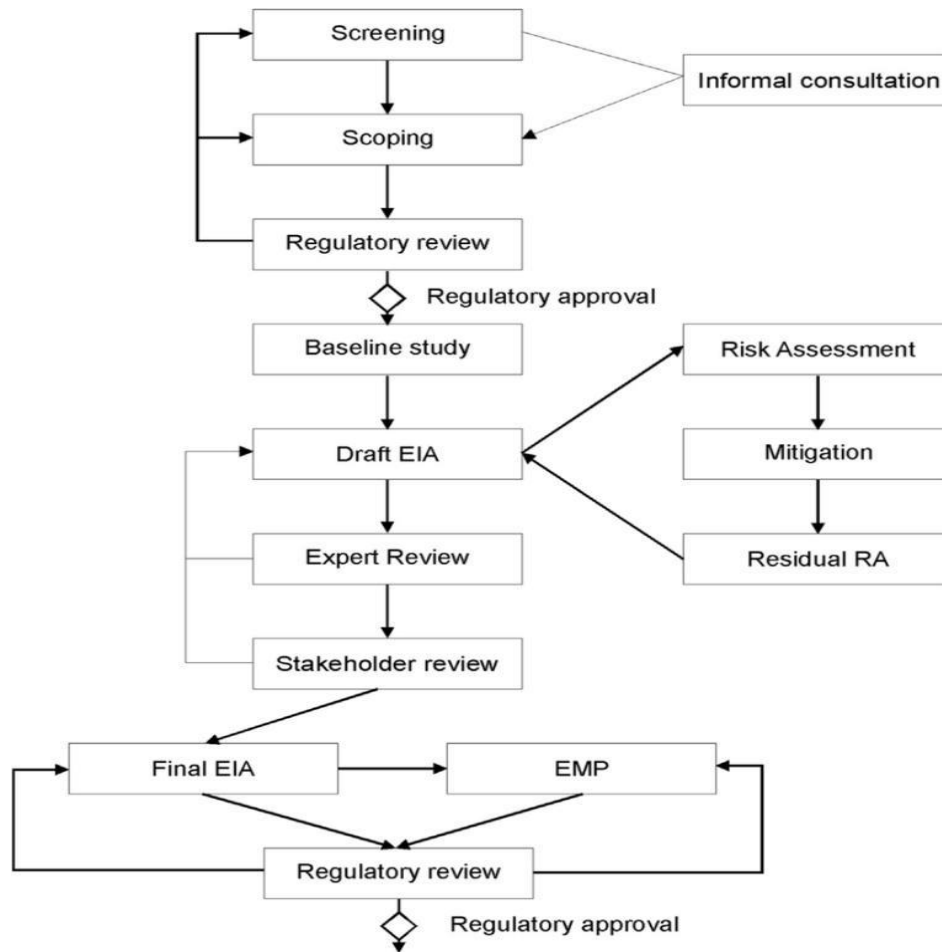 Screening
Informal consultation
Scoping
Regulatory review
Regulatory approval
Baseline study
Risk Assessment
Draft EIA
Mitigation
Expert Review
Residual RA
Stakeholder review
Final EIA
EMP
Regulatory review
Regulatory approval